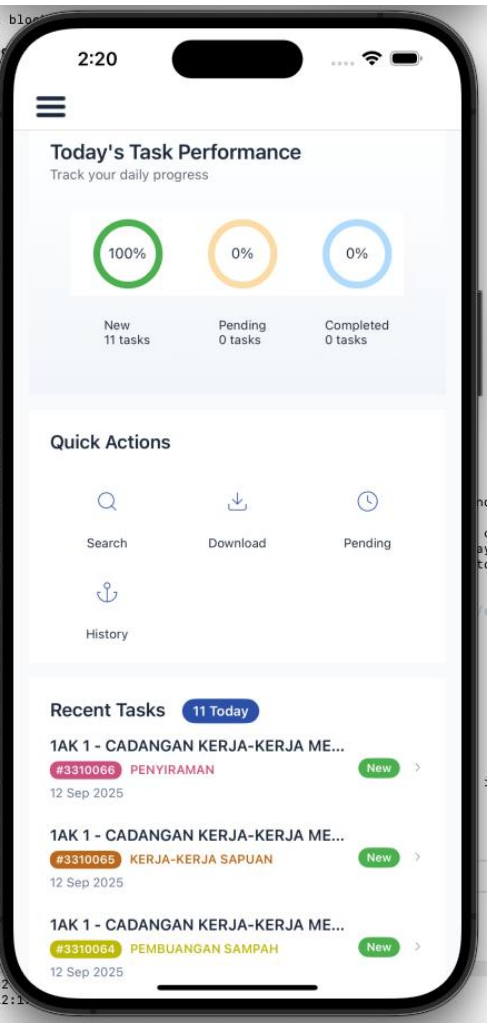 2:20
Today's Task Performance
Track your daily progress
100% 0% 0%
New Pending Completed
11 tasks 0 tasks 0 tasks
Quick Actions
Search Download Pending
History
Recent Tasks 11 Today
1AK 1 - CADANGAN KERJA-KERJA ME...
#3310066 PENYIRAMAN New
12 Sep 2025
1AK 1 - CADANGAN KERJA-KERJA ME...
#3310065 KERJA-KERJA SAPUAN New
12 Sep 2025
1AK 1 - CADANGAN KERJA-KERJA ME...
#3310064 PEMBUANGAN SAMPAH New
12 Sep 2025